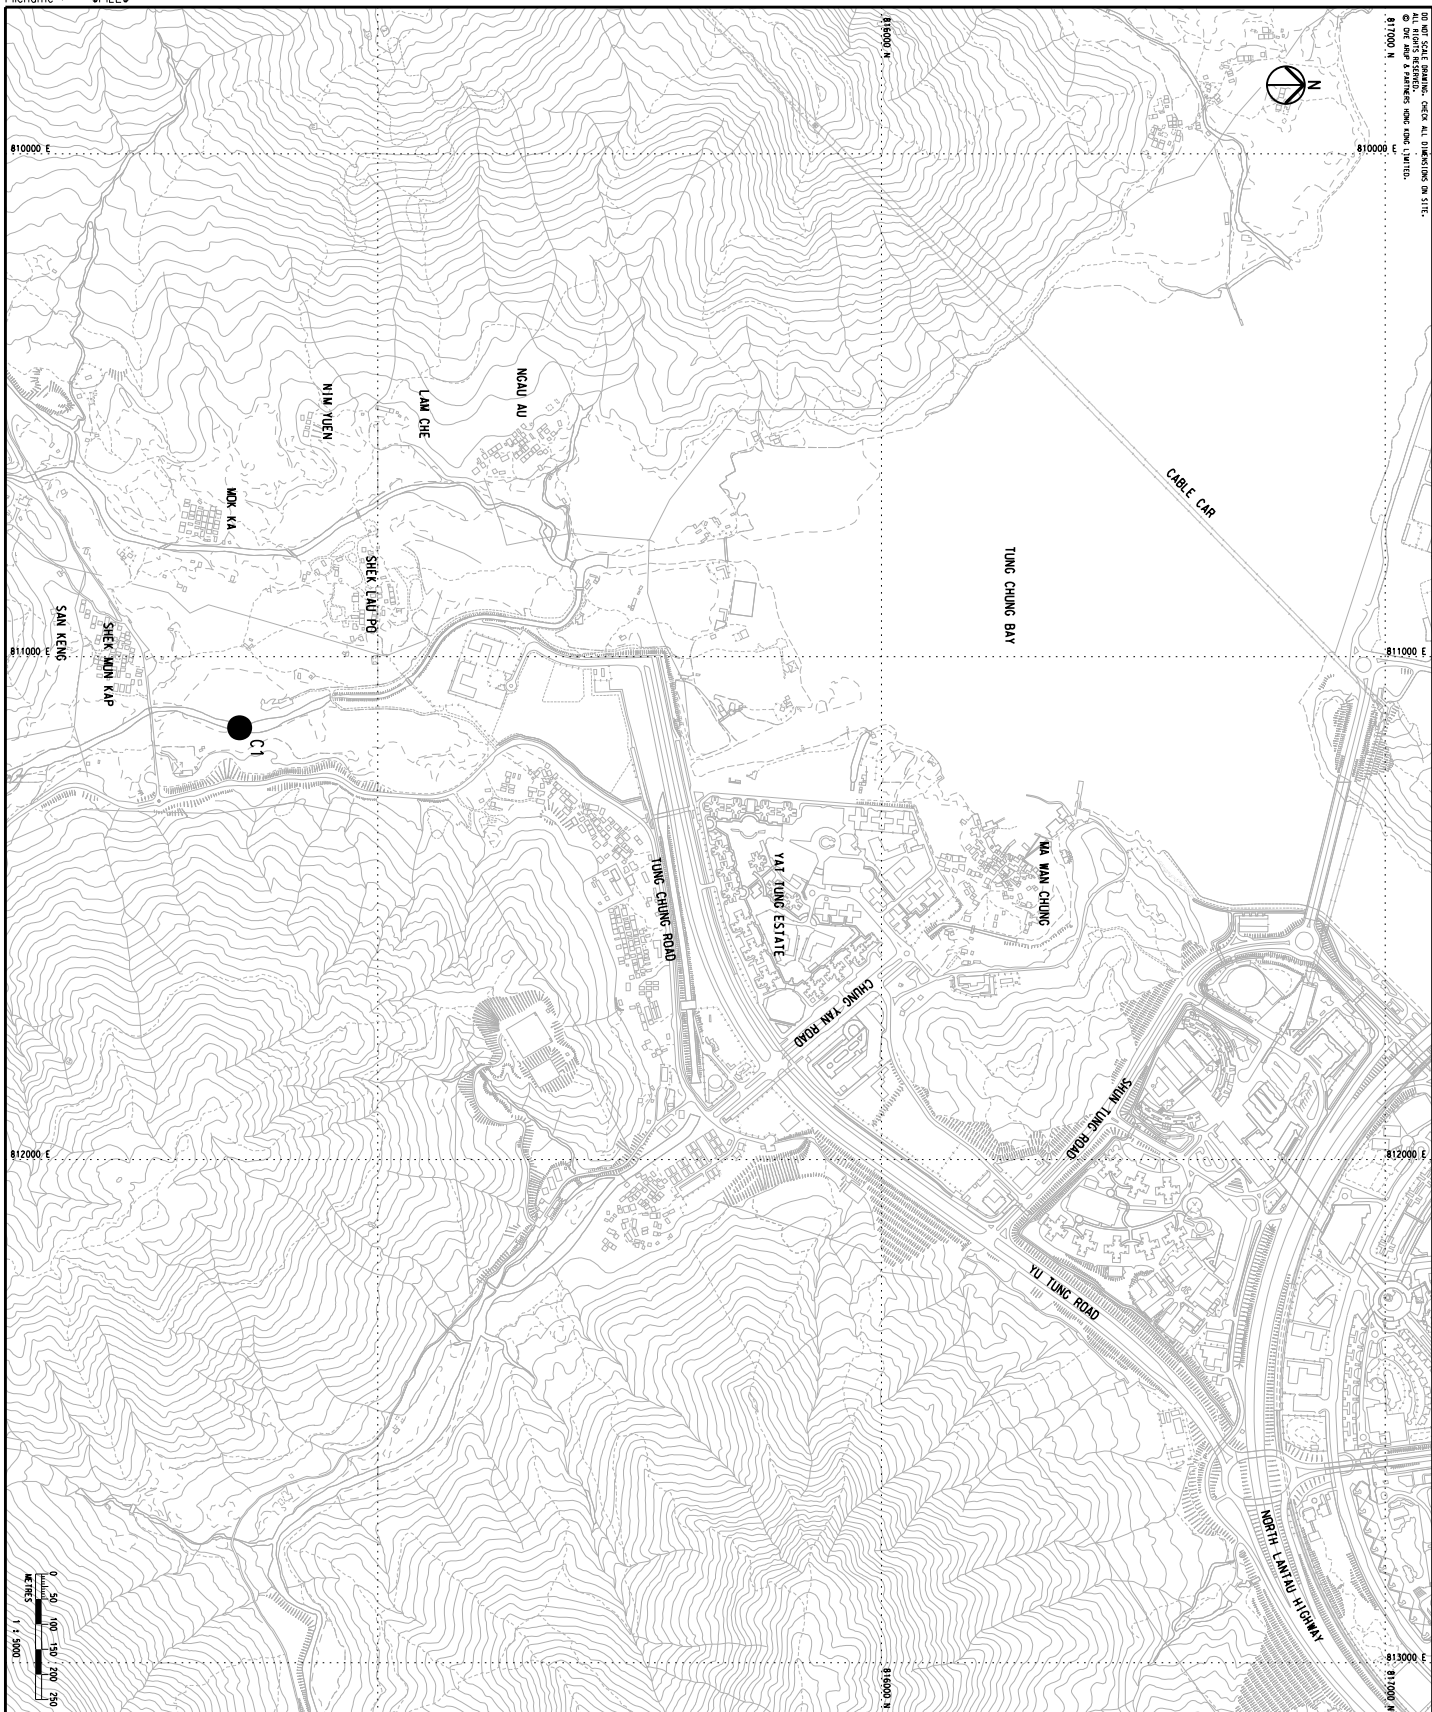 DO NOT SCALE DRAWING. CHECK ALL DIMENSIONS ON SITE.
ALL RIGHTS RESERVED.
© OVE ARUP & PARTNERS HONG KONG LIMITED.
817000 N
816000 N
N
810000 E
810000 E
CABLE CAR
NGAU AU
LAM CHE
NIM YUEN
MOK KA
TUNG CHUNG BAY
SHEK LAU PO
SAN KENG
SHEK MUN KAP
811000 E
811000 E
C1
MA WAN CHUNG
YAT TUNG ESTATE
TUNG CHUNG ROAD
CHUNG YAN ROAD
SHUN TUNG ROAD
812000 E
812000 E
YU TUNG ROAD
NORTH LANTAU HIGHWAY
813000 E
817000 N
816000 N
0 50 100 150 200 250
METRES
1 : 5000